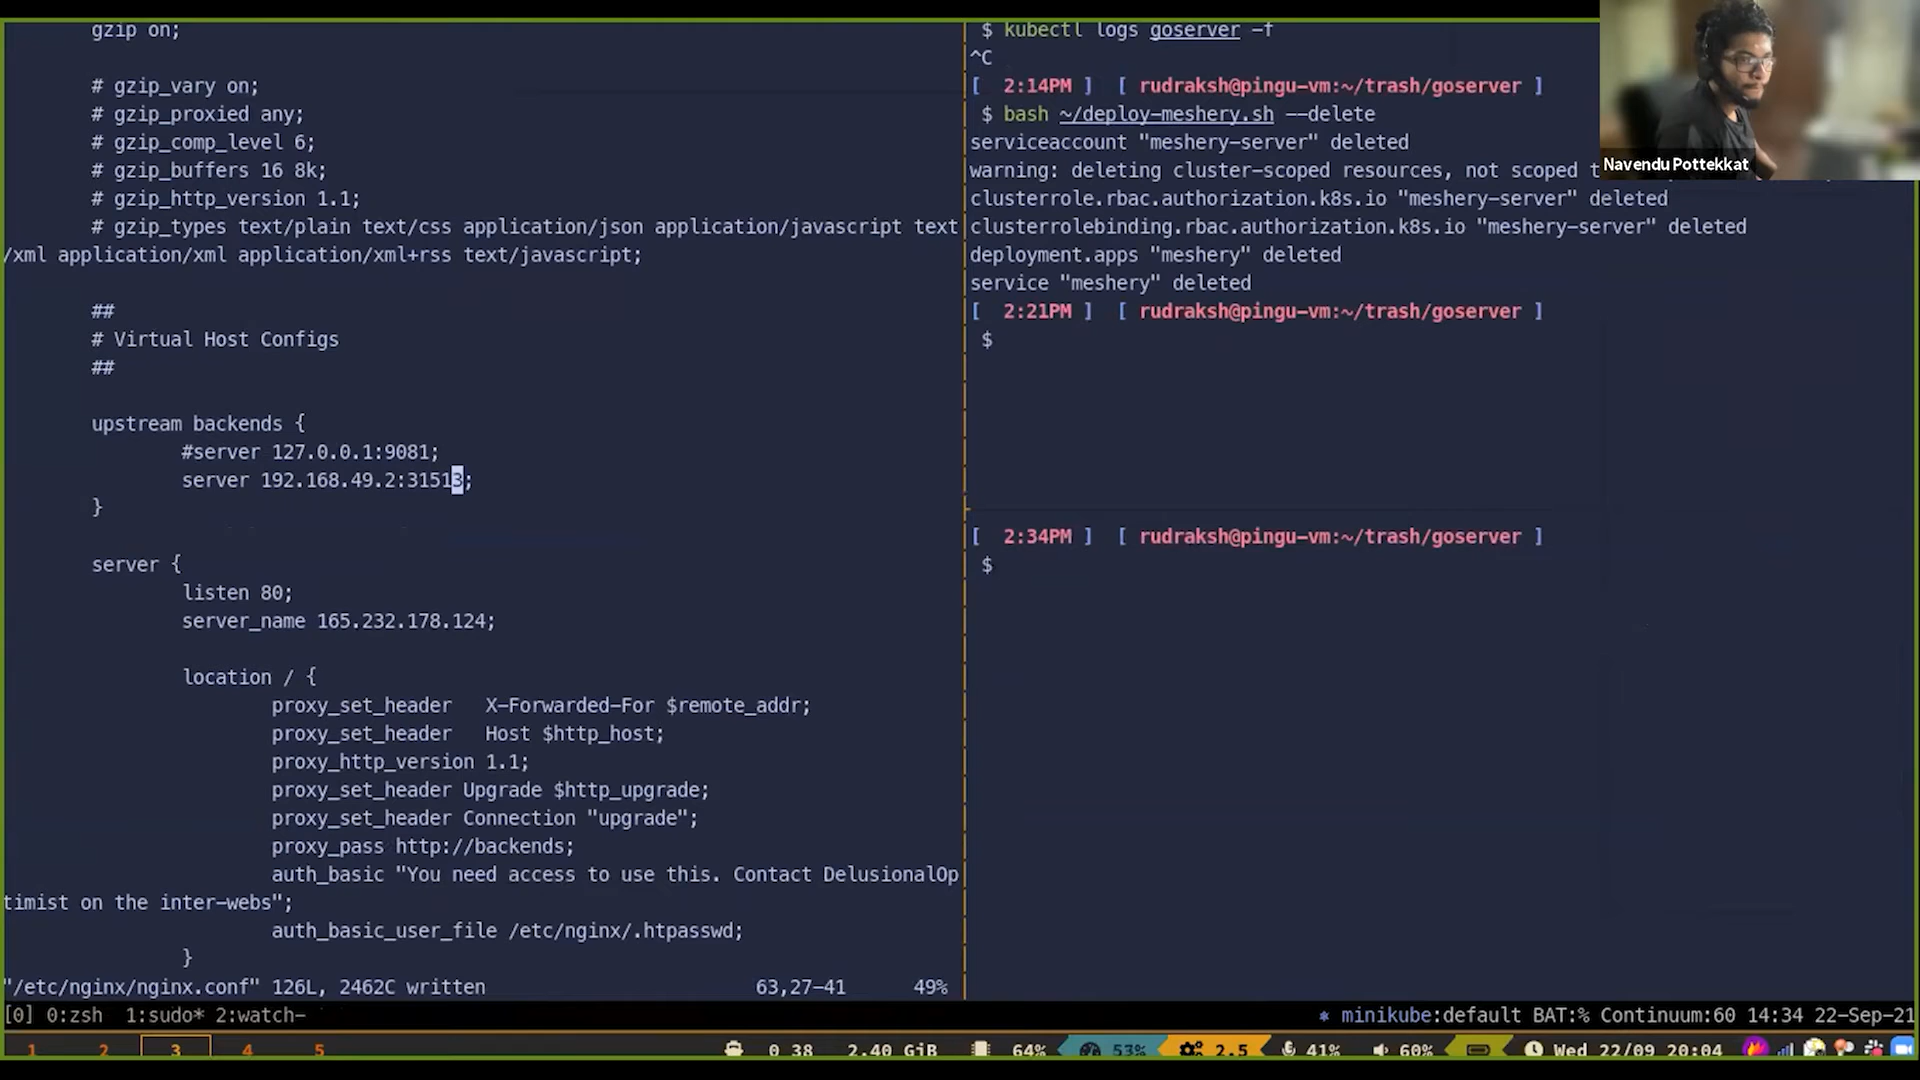 gzip on;
# gzip_vary on;
# gzip_proxied any;
# gzip_comp_level 6;
# gzip_buffers 16 8k;
# gzip_http_version 1.1;
# gzip_types text/plain text/css application/json application/javascript text
/xml application/xml application/xml+rss text/javascript;
##
# Virtual Host Configs
##
upstream backends {
#server 127.0.0.1:9081;
server 192.168.49.2:31513;
}
server {
listen 80;
server_name 165.232.178.124;
location / {
proxy_set_header X-Forwarded-For $remote_addr;
proxy_set_header Host $http_host;
proxy_http_version 1.1;
proxy_set_header Upgrade $http_upgrade;
proxy_set_header Connection "upgrade";
proxy_pass http://backends;
auth_basic "You need access to use this. Contact DelusionalOp
timist on the inter-webs";
auth_basic_user_file /etc/nginx/.htpasswd;
}
"/etc/nginx/nginx.conf" 126L, 2462C written 63,27-41 49%
$ kubectl logs goserver -f
^C
[ 2:14PM ] [ rudraksh@pingu-vm:~/trash/goserver ]
$ bash ~/deploy-meshery.sh --delete
serviceaccount "meshery-server" deleted
warning: deleting cluster-scoped resources, not scoped t
clusterrole.rbac.authorization.k8s.io "meshery-server" deleted
clusterrolebinding.rbac.authorization.k8s.io "meshery-server" deleted
deployment.apps "meshery" deleted
service "meshery" deleted
[ 2:21PM ] [ rudraksh@pingu-vm:~/trash/goserver ]
$
[ 2:34PM ] [ rudraksh@pingu-vm:~/trash/goserver ]
$
Navendu Pottekkat
[0] 0:zsh 1:sudo* 2:watch- minikube:default BAT:% Continuum:60 14:34 22-Sep-21
1 2 3 4 5 0.38 2.40 GiB 64% 53% 2.5 41% 60% Wed 22/09 20:04